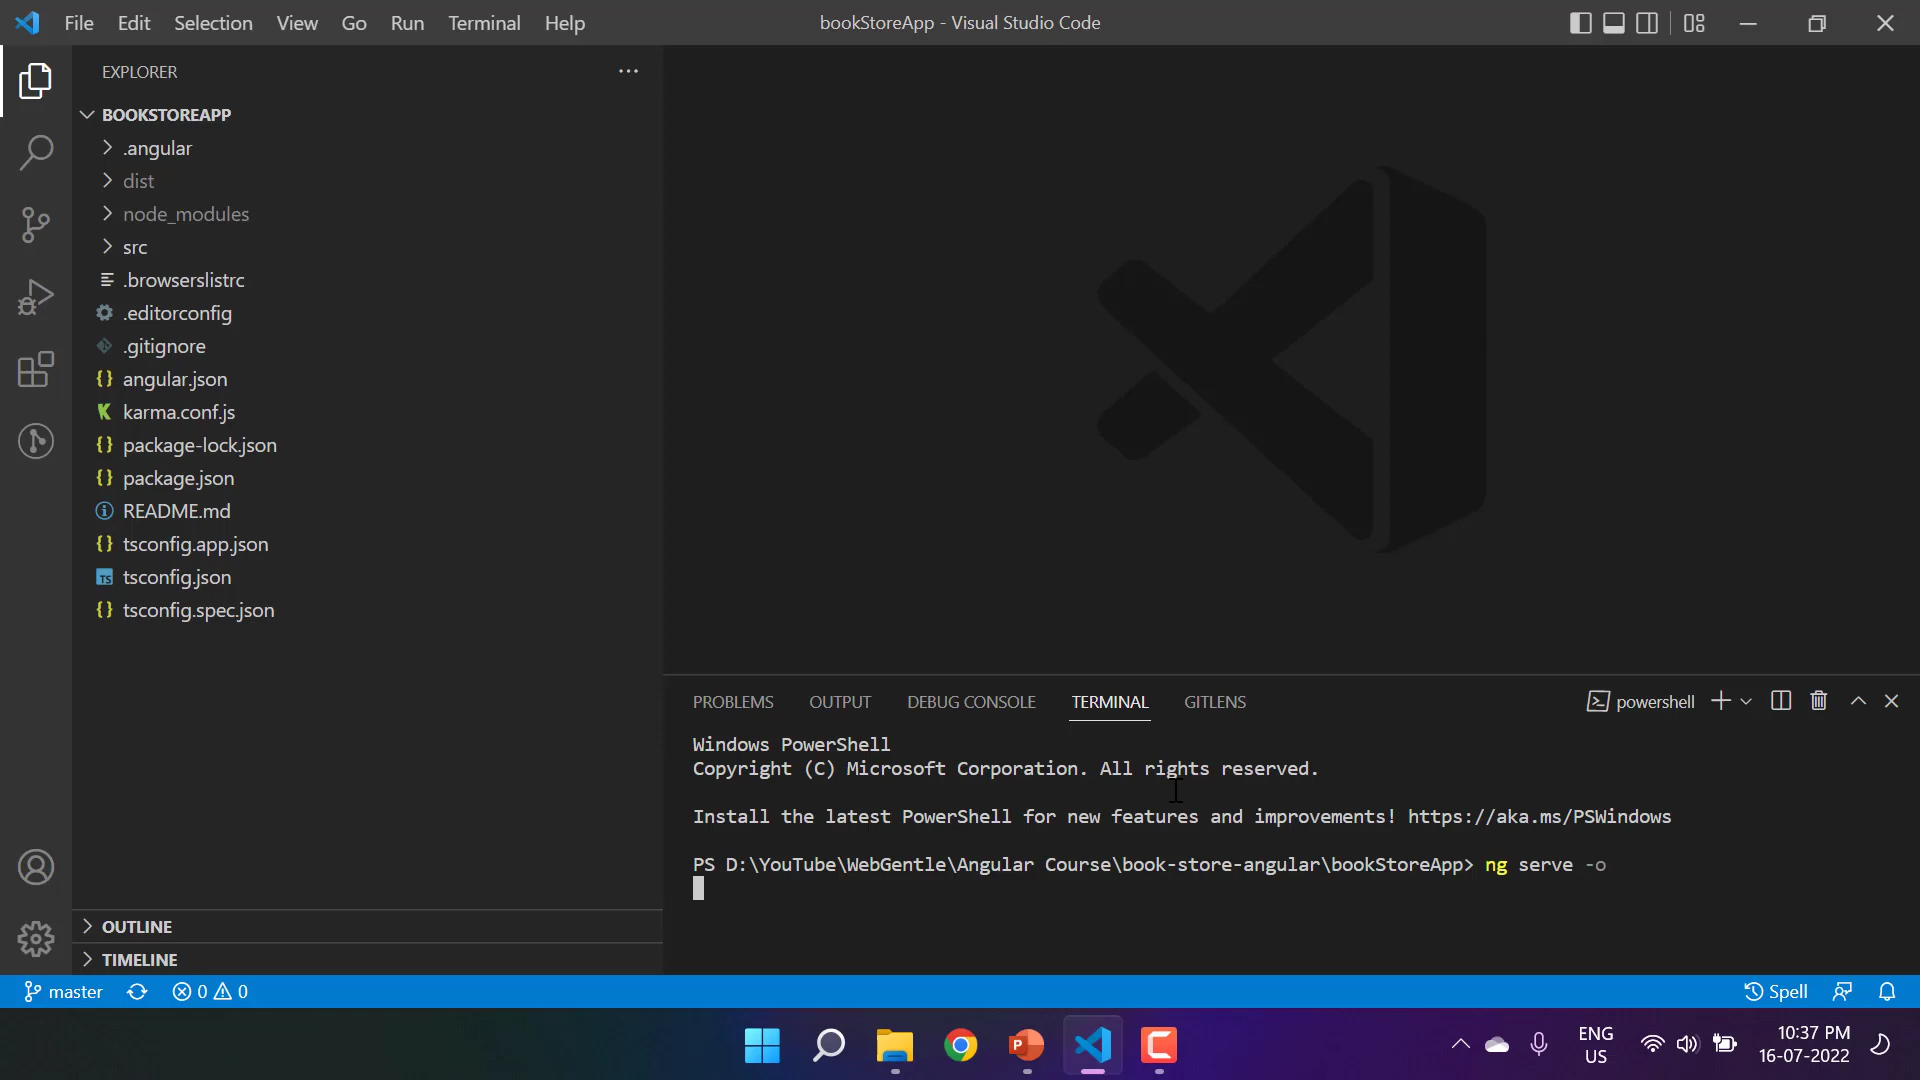 File Edit Selection View Go Run Terminal Help
bookStoreApp - Visual Studio Code
EXPLORER
BOOKSTOREAPP
.angular
dist
node_modules
src
.browserslistrc
.editorconfig
.gitignore
angular.json
karma.conf.js
package-lock.json
package.json
README.md
TS tsconfig.app.json
tsconfig.json
tsconfig.spec.json
OUTLINE
TIMELINE
PROBLEMS OUTPUT DEBUG CONSOLE TERMINAL GITLENS
powershell
Windows PowerShell
Copyright (C) Microsoft Corporation. All rights reserved.
Install the latest PowerShell for new features and improvements! https://aka.ms/PSWindows
PS D:\YouTube\WebGentle\Angular Course\book-store-angular\bookStoreApp> ng serve -o
master 0 0
Spell
P
ENG
US
10:37 PM
16-07-2022